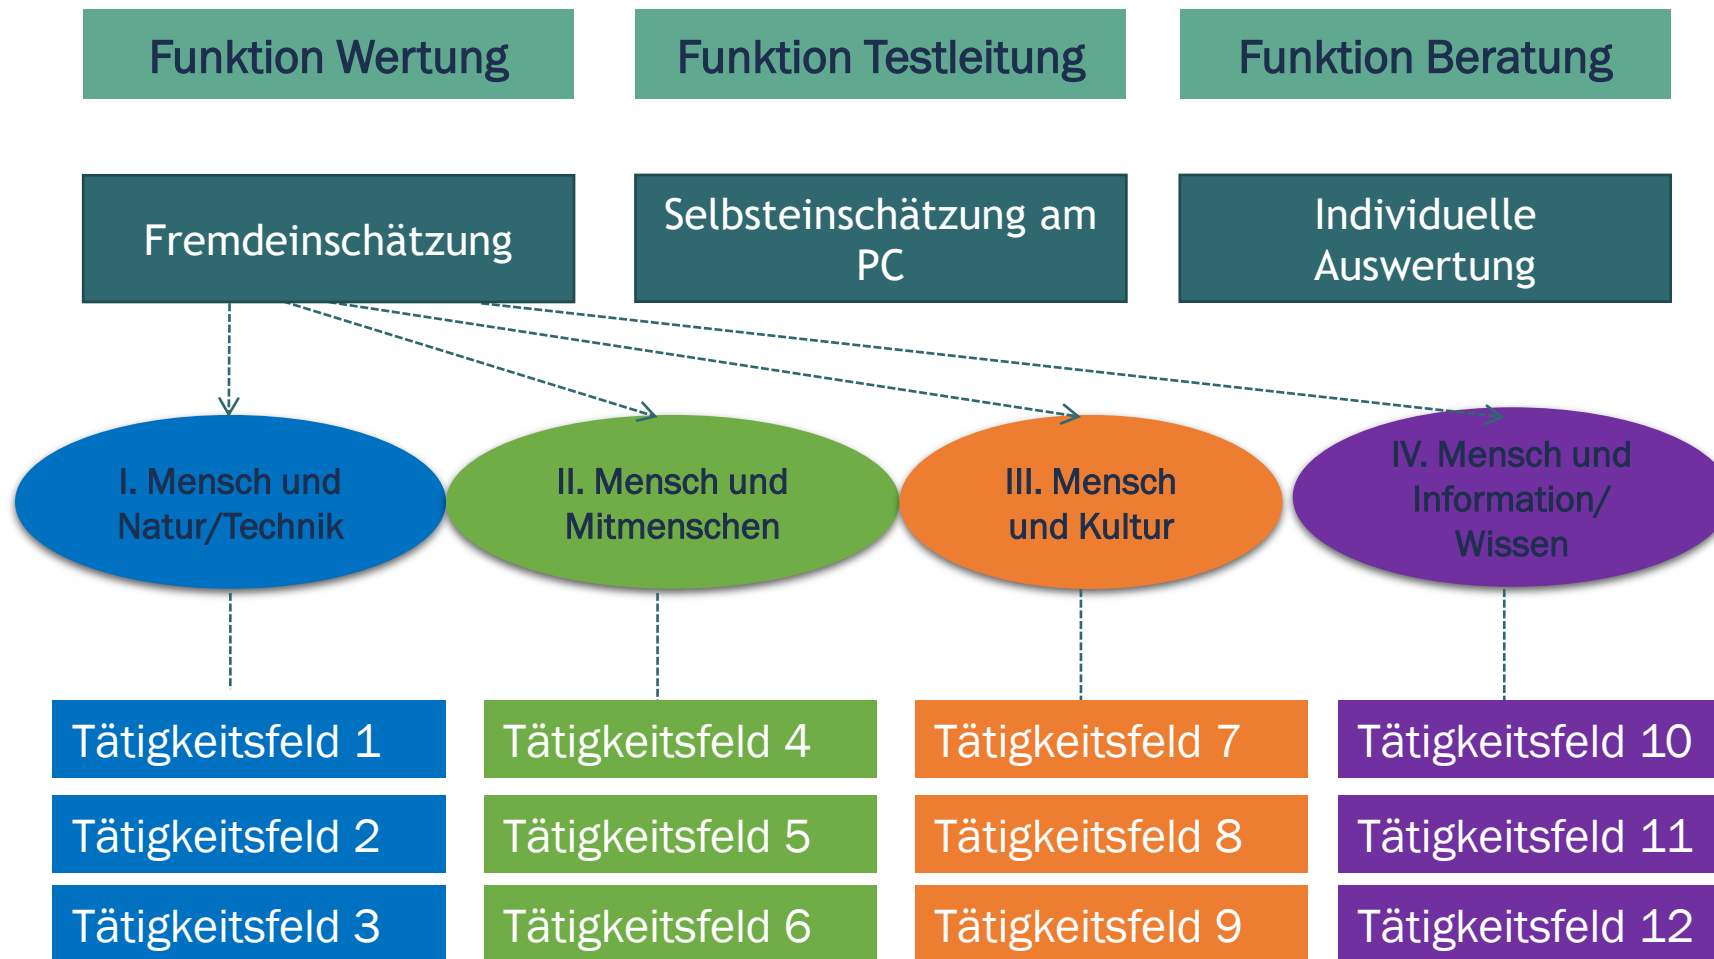 Funktion Wertung
Funktion Testleitung
Funktion Beratung
Fremdeinschätzung
Selbsteinschätzung am
PC
Individuelle
Auswertung
I. Mensch und
Natur/Technik
II. Mensch und
Mitmenschen
III. Mensch
und Kultur
IV. Mensch und
Information/
Wissen
Tätigkeitsfeld 1
Tätigkeitsfeld 4
Tätigkeitsfeld 7
Tätigkeitsfeld 10
Tätigkeitsfeld 2
Tätigkeitsfeld 5
Tätigkeitsfeld 8
Tätigkeitsfeld 11
Tätigkeitsfeld 3
Tätigkeitsfeld 6
Tätigkeitsfeld 9
Tätigkeitsfeld 12